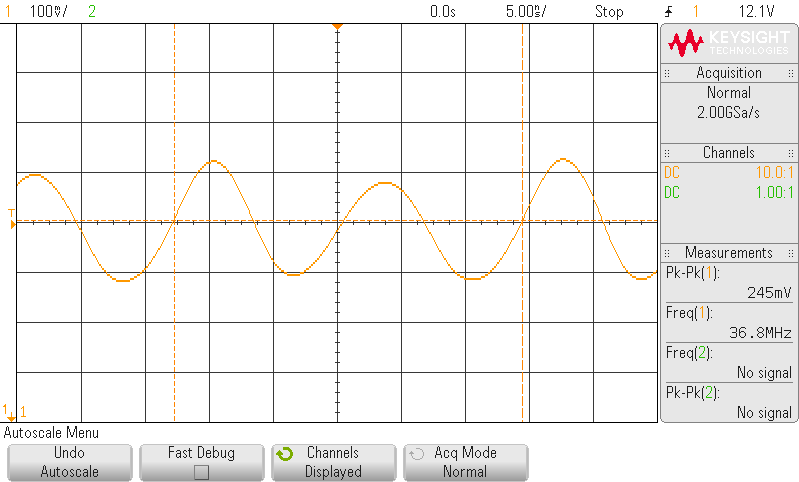 1 100℠/ 2 0.0s 5.00℠/ Stop 1 12.1V
KEYSIGHT
TECHNOLOGIES
Acquisition
Normal
2.00GSa/s
Channels
DC 10.0:1
DC 1.00:1
Measurements
Pk-Pk(1):
245mV
Freq(1):
36.8MHz
Freq(2):
No signal
Pk-Pk(2):
No signal
T
1 1
Autoscale Menu
Undo
Autoscale
Fast Debug
Channels
Displayed
Acq Mode
Normal